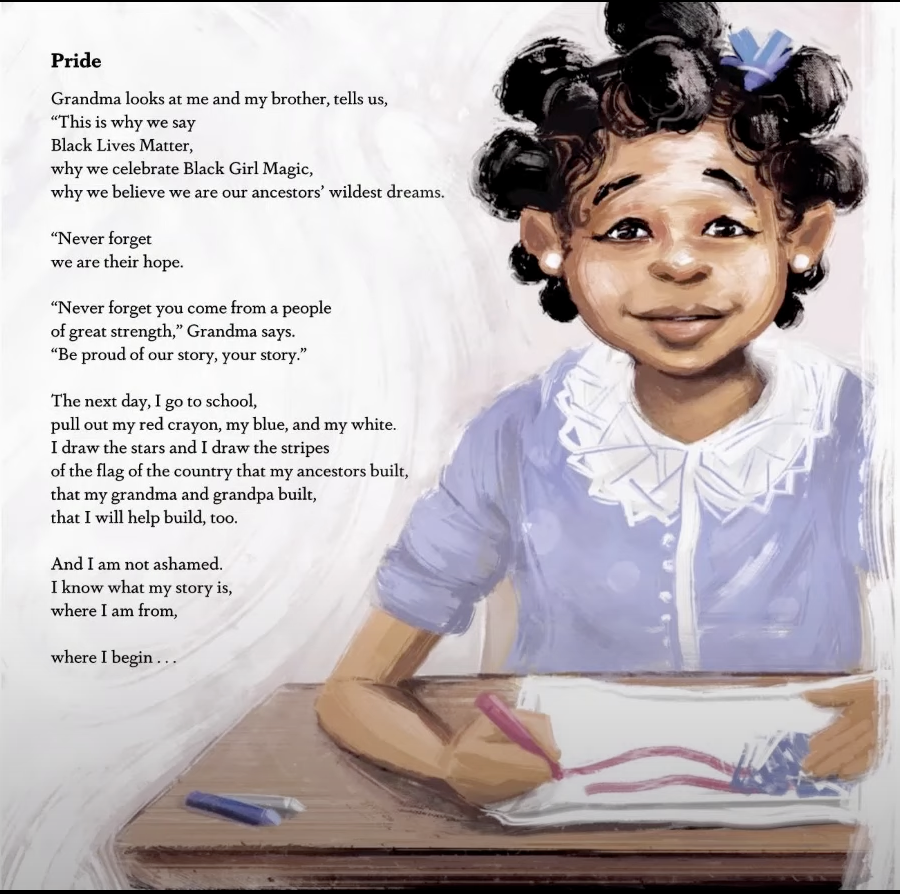 Pride
Grandma looks at me and my brother, tells us,
“This is why we say
Black Lives Matter,
why we celebrate Black Girl Magic,
why we believe we are our ancestors’ wildest dreams.
“Never forget
we are their hope.
“Never forget you come from a people
of great strength,” Grandma says.
“Be proud of our story, your story.”
The next day, I go to school,
pull out my red crayon, my blue, and my white.
I draw the stars and I draw the stripes
of the flag of the country that my ancestors built,
that my grandma and grandpa built,
that I will help build, too.
And I am not ashamed.
I know what my story is,
where I am from,
where I begin . . .